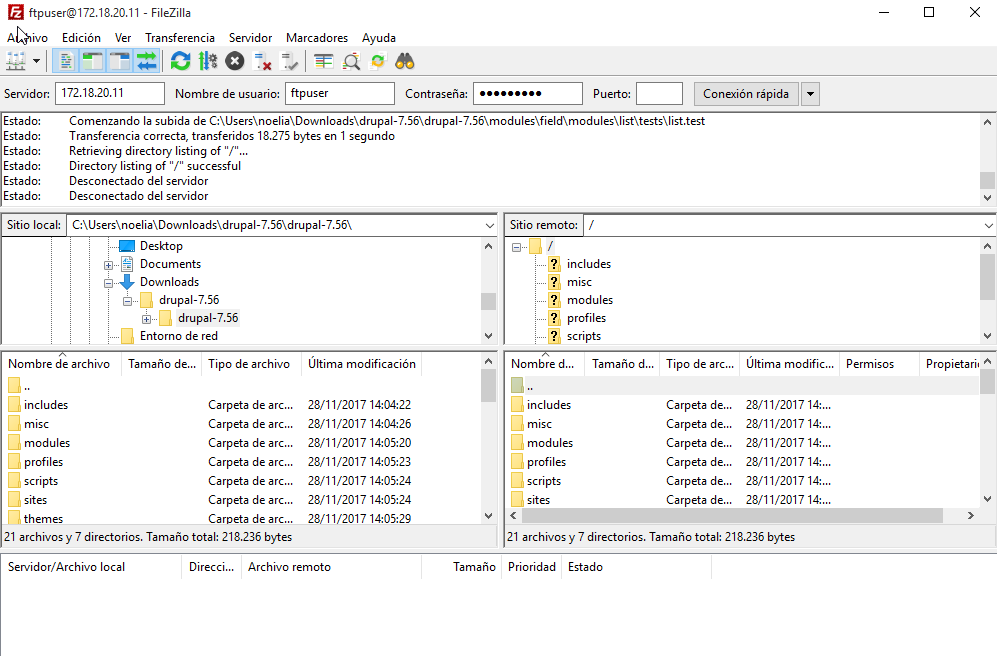 ftpuser@172.18.20.11 - FileZilla
Archivo Edición Ver Transferencia Servidor Marcadores Ayuda
Servidor: 172.18.20.11 Nombre de usuario: ftpuser Contraseña: ●●●●●●●●● Puerto: Conexión rápida
Estado: Comenzando la subida de C:\Users\noelia\Downloads\drupal-7.56\drupal-7.56\modules\field\modules\list\tests\list.test
Estado: Transferencia correcta, transferidos 18.275 bytes en 1 segundo
Estado: Retrieving directory listing of "/"...
Estado: Directory listing of "/" successful
Estado: Desconectado del servidor
Estado: Desconectado del servidor
Sitio local: C:\Users\noelia\Downloads\drupal-7.56\drupal-7.56\
Desktop
Documents
Downloads
drupal-7.56
drupal-7.56
Entorno de red
Sitio remoto: /
/
includes
misc
modules
profiles
scripts
Nombre de archivo Tamaño de... Tipo de archivo Última modificación
..
includes Carpeta de arc... 28/11/2017 14:04:22
misc Carpeta de arc... 28/11/2017 14:04:26
modules Carpeta de arc... 28/11/2017 14:05:20
profiles Carpeta de arc... 28/11/2017 14:05:23
scripts Carpeta de arc... 28/11/2017 14:05:24
sites Carpeta de arc... 28/11/2017 14:05:24
themes Carpeta de arc... 28/11/2017 14:05:29
21 archivos y 7 directorios. Tamaño total: 218.236 bytes
Nombre d... Tamaño d... Tipo de arc... Última modific... Permisos Propietari
..
includes Carpeta de... 28/11/2017 14:...
misc Carpeta de... 28/11/2017 14:...
modules Carpeta de... 28/11/2017 14:...
profiles Carpeta de... 28/11/2017 14:...
scripts Carpeta de... 28/11/2017 14:...
sites Carpeta de... 28/11/2017 14:...
21 archivos y 7 directorios. Tamaño total: 218.236 bytes
Servidor/Archivo local Direcci... Archivo remoto Tamaño Prioridad Estado